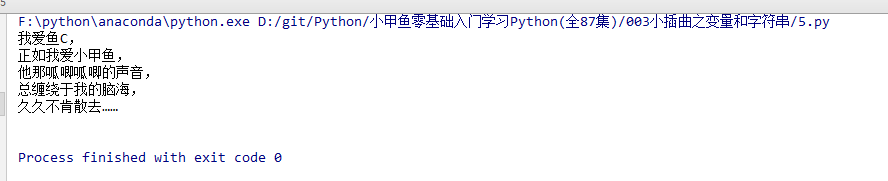 F:\python\anaconda\python.exe D:/git/Python/小甲鱼零基础入门学习Python(全87集)/003小插曲之变量和字符串/5.py
我爱鱼C，
正如我爱小甲鱼，
他那呱唧呱唧的声音，
总缠绕于我的脑海，
久久不肯散去……
Process finished with exit code 0